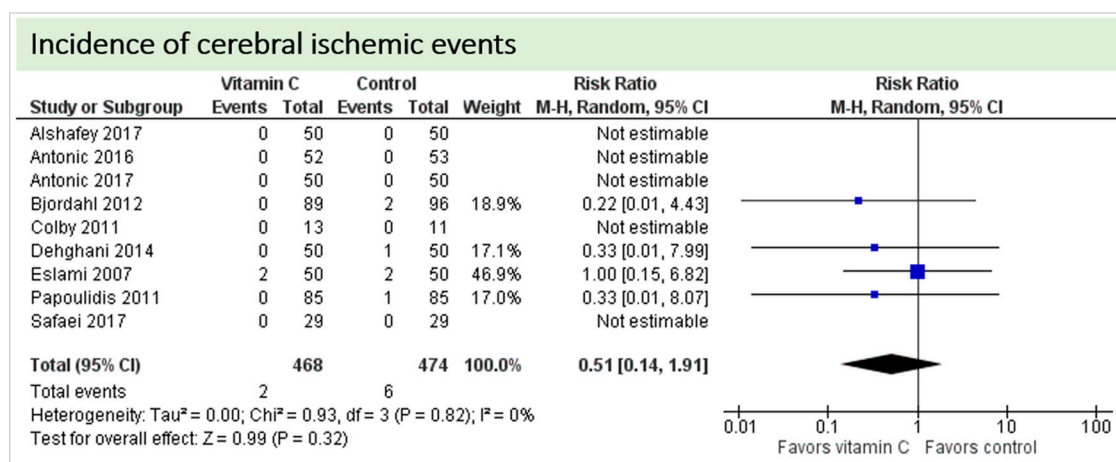 Incidence of cerebral ischemic events
Vitamin C Control Risk Ratio Risk Ratio
Study or Subgroup Events Total Events Total Weight M-H, Random, 95% CI M-H, Random, 95% CI
Alshafey 2017 0 50 0 50 Not estimable
Antonic 2016 0 52 0 53 Not estimable
Antonic 2017 0 50 0 50 Not estimable
Bjordahl 2012 0 89 2 96 18.9% 0.22 [0.01, 4.43]
Colby 2011 0 13 0 11 Not estimable
Dehghani 2014 0 50 1 50 17.1% 0.33 [0.01, 7.99]
Eslami 2007 2 50 2 50 46.9% 1.00 [0.15, 6.82]
Papoulidis 2011 0 85 1 85 17.0% 0.33 [0.01, 8.07]
Safaei 2017 0 29 0 29 Not estimable
Total (95% CI) 468 474 100.0% 0.51 [0.14, 1.91]
Total events 2 6
Heterogeneity: Tau² = 0.00; Chi² = 0.93, df = 3 (P = 0.82); I² = 0%
Test for overall effect: Z = 0.99 (P = 0.32)
0.01 0.1 1 10 100
Favors vitamin C Favors control